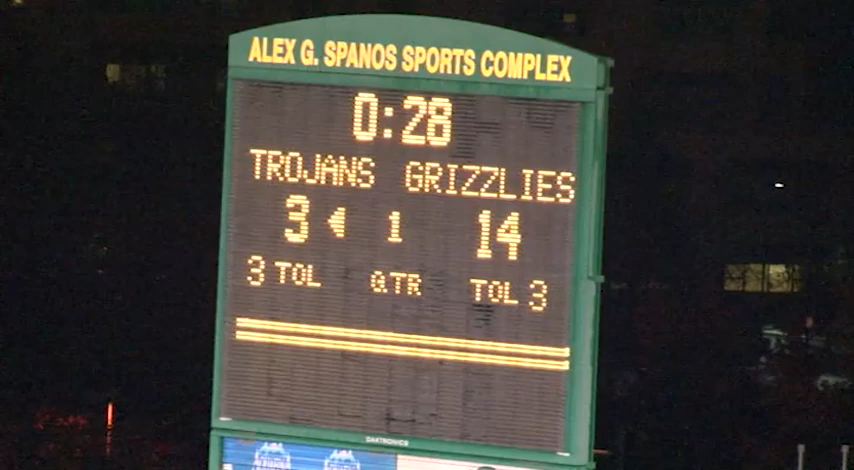 ALEX G. SPANOS SPORTS COMPLEX
0:28
TROJANS GRIZZLIES
3 1 14
3 TOL QTR TOL 3
DAKTRONICS